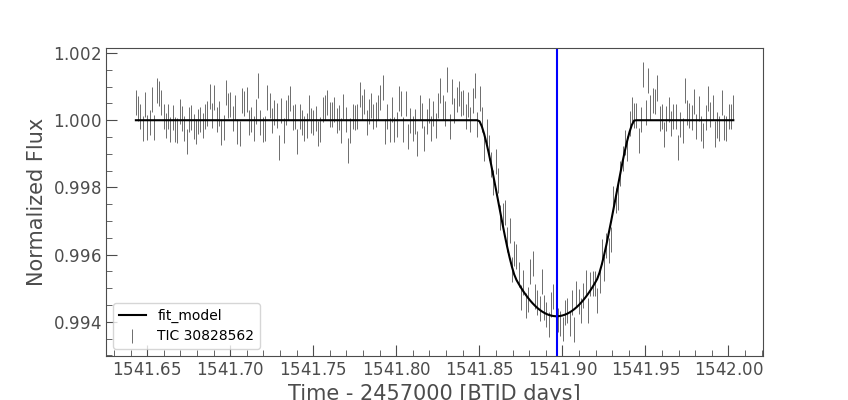 1.002
1.000
0.998
0.996
0.994
Normalized Flux
fit_model
TIC 30828562
1541.65 1541.70 1541.75 1541.80 1541.85 1541.90 1541.95 1542.00
Time - 2457000 [BTJD days]